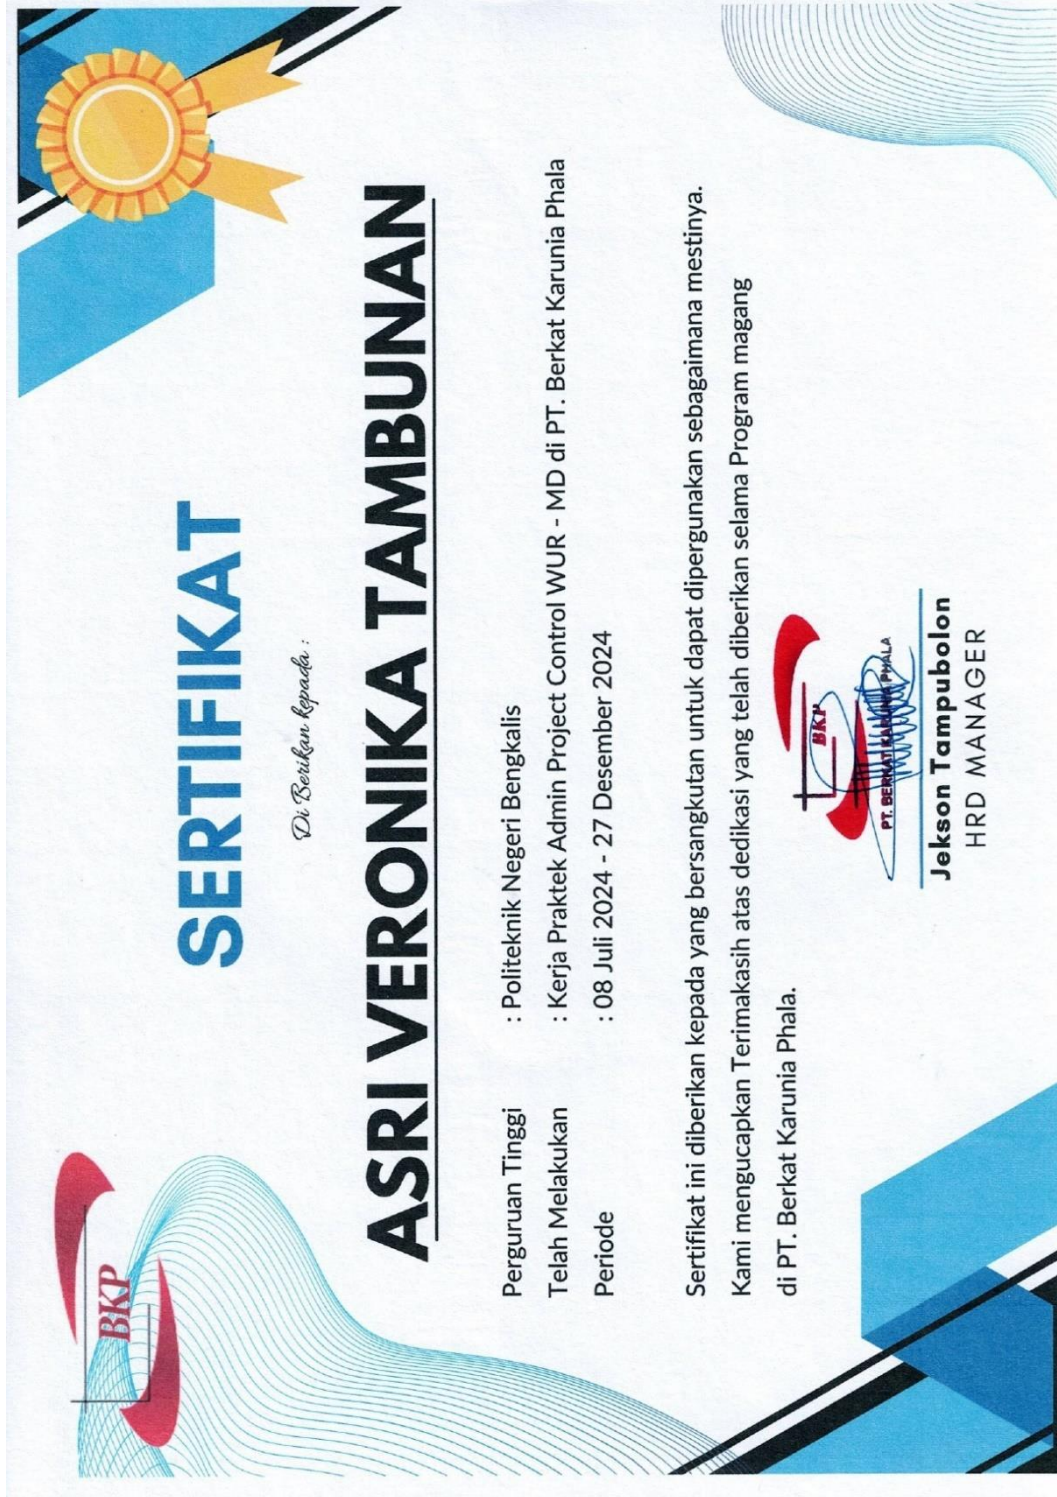 BKP
SERTIFIKAT
Di Berikan kepada :
ASRI VERONIKA TAMBUNAN
Perguruan Tinggi : Politeknik Negeri Bengkalis
Telah Melakukan : Kerja Praktek Admin Project Control WUR - MD di PT. Berkat Karunia Phala
Periode : 08 Juli 2024 - 27 Desember 2024
Sertifikat ini diberikan kepada yang bersangkutan untuk dapat dipergunakan sebagaimana mestinya.
Kami mengucapkan Terimakasih atas dedikasi yang telah diberikan selama Program magang
di PT. Berkat Karunia Phala.
BKP
PT. BERKAT KARUNIA PHALA
Jekson Tampubolon
HRD MANAGER